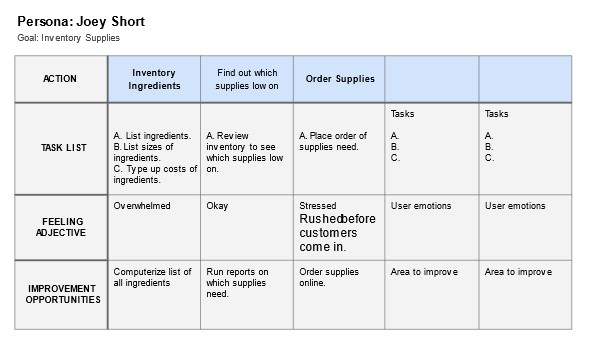 Persona: Joey Short
Goal: Inventory Supplies
ACTION
Inventory
Ingredients
Find out which
supplies low on
Order Supplies
TASK LIST
A. List ingredients.
B. List sizes of
ingredients.
C. Type up costs of
ingredients.
A. Review
inventory to see
which supplies low
on.
A. Place order of
supplies need.
Tasks
A.
B.
C.
Tasks
A.
B.
C.
FEELING
ADJECTIVE
Overwhelmed
Okay
Stressed
Rushedbefore
customers
come in.
User emotions
User emotions
IMPROVEMENT
OPPORTUNITIES
Computerize list of
all ingredients
Run reports on
which supplies
need.
Order supplies
online.
Area to improve
Area to improve